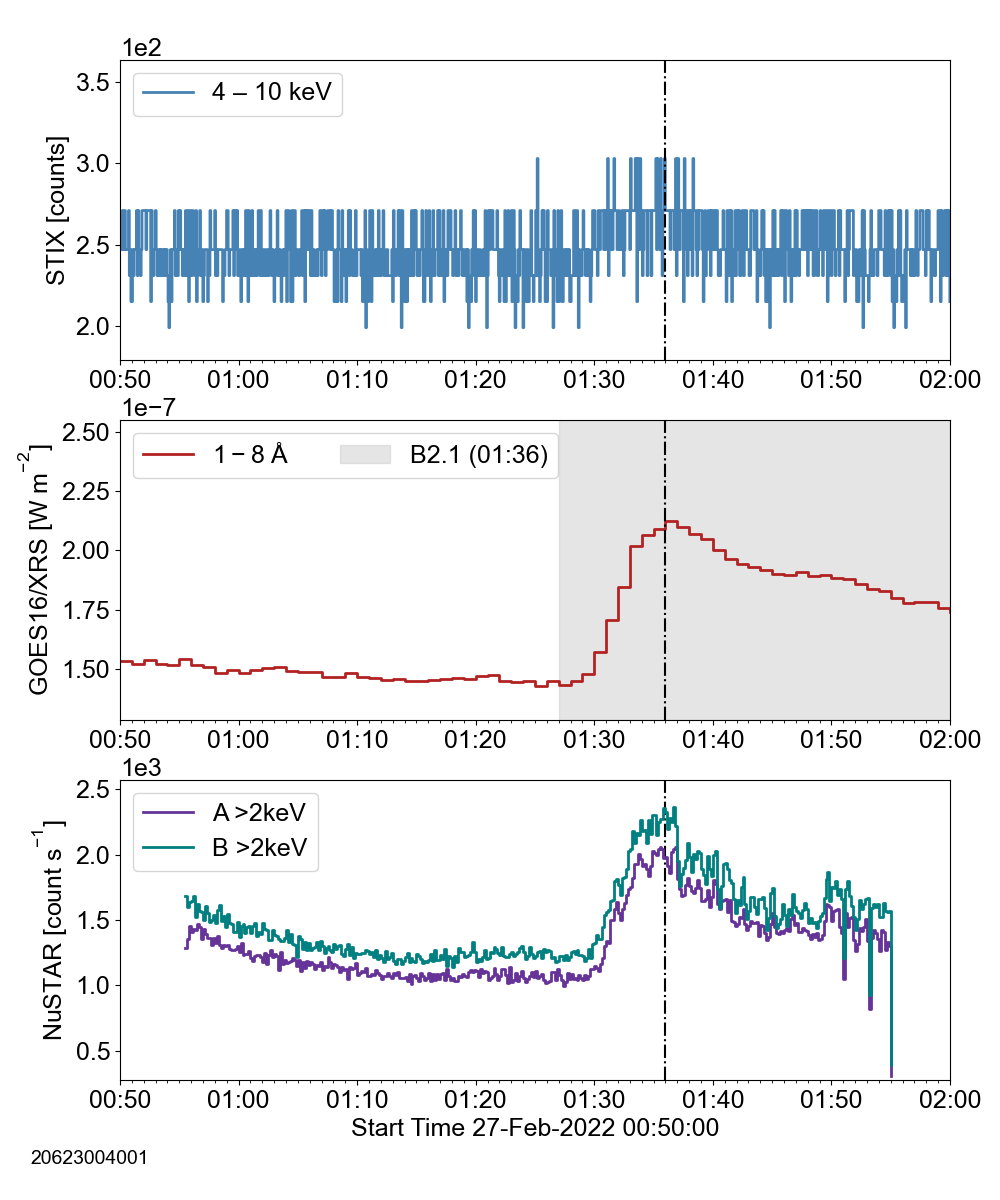 1e2
STIX [counts]
3.5
3.0
2.5
2.0
4 – 10 keV
00:50 01:00 01:10 01:20 01:30 01:40 01:50 02:00
1e−7
GOES16/XRS [W m⁻²]
2.50
2.25
2.00
1.75
1.50
1 – 8 Å B2.1 (01:36)
00:50 01:00 01:10 01:20 01:30 01:40 01:50 02:00
1e3
NuSTAR [count s⁻¹]
2.5
2.0
1.5
1.0
0.5
A >2keV
B >2keV
00:50 01:00 01:10 01:20 01:30 01:40 01:50 02:00
Start Time 27-Feb-2022 00:50:00
20623004001